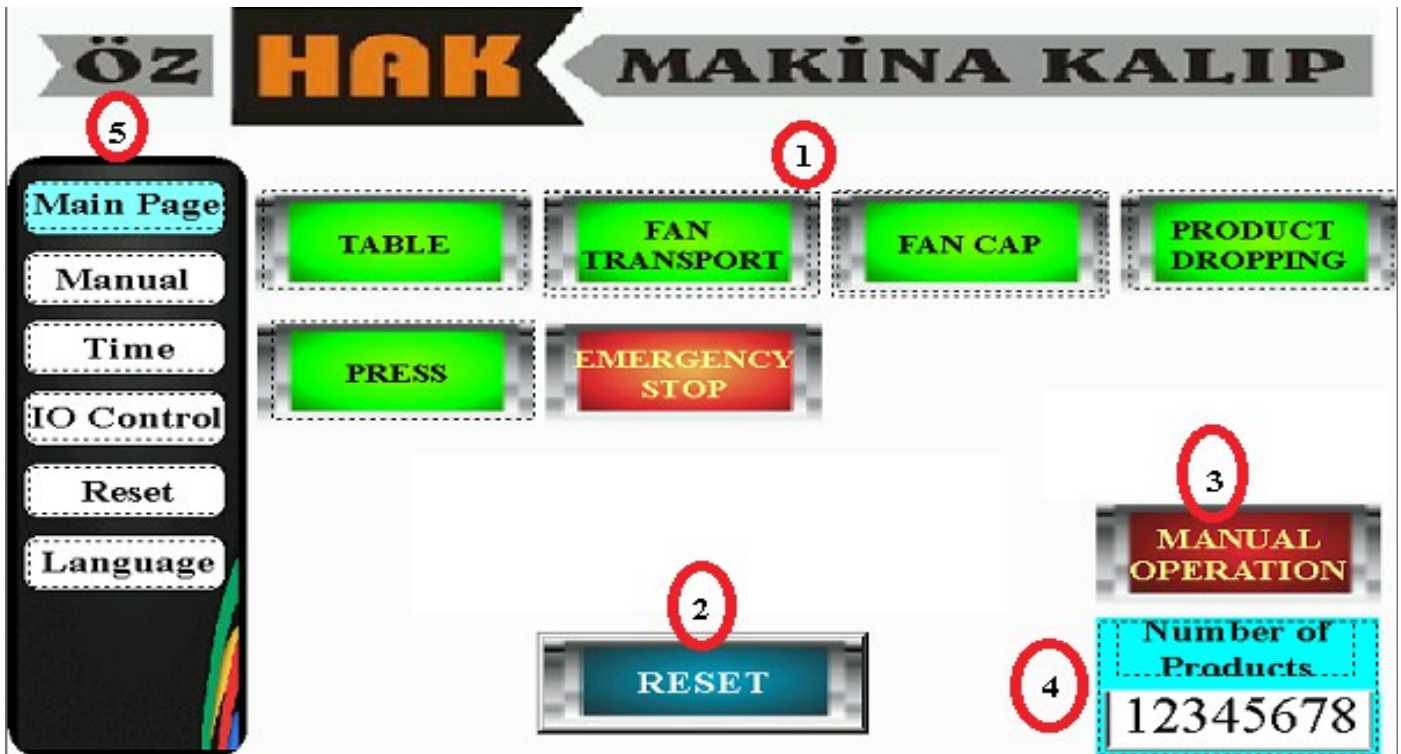 ÖZ HAK MAKİNA KALIP
5
1
Main Page
Manual
Time
IO Control
Reset
Language
TABLE
FAN
TRANSPORT
FAN CAP
PRODUCT
DROPPING
PRESS
EMERGENCY
STOP
3
MANUAL
OPERATION
2
RESET
4
Number of
Products
12345678